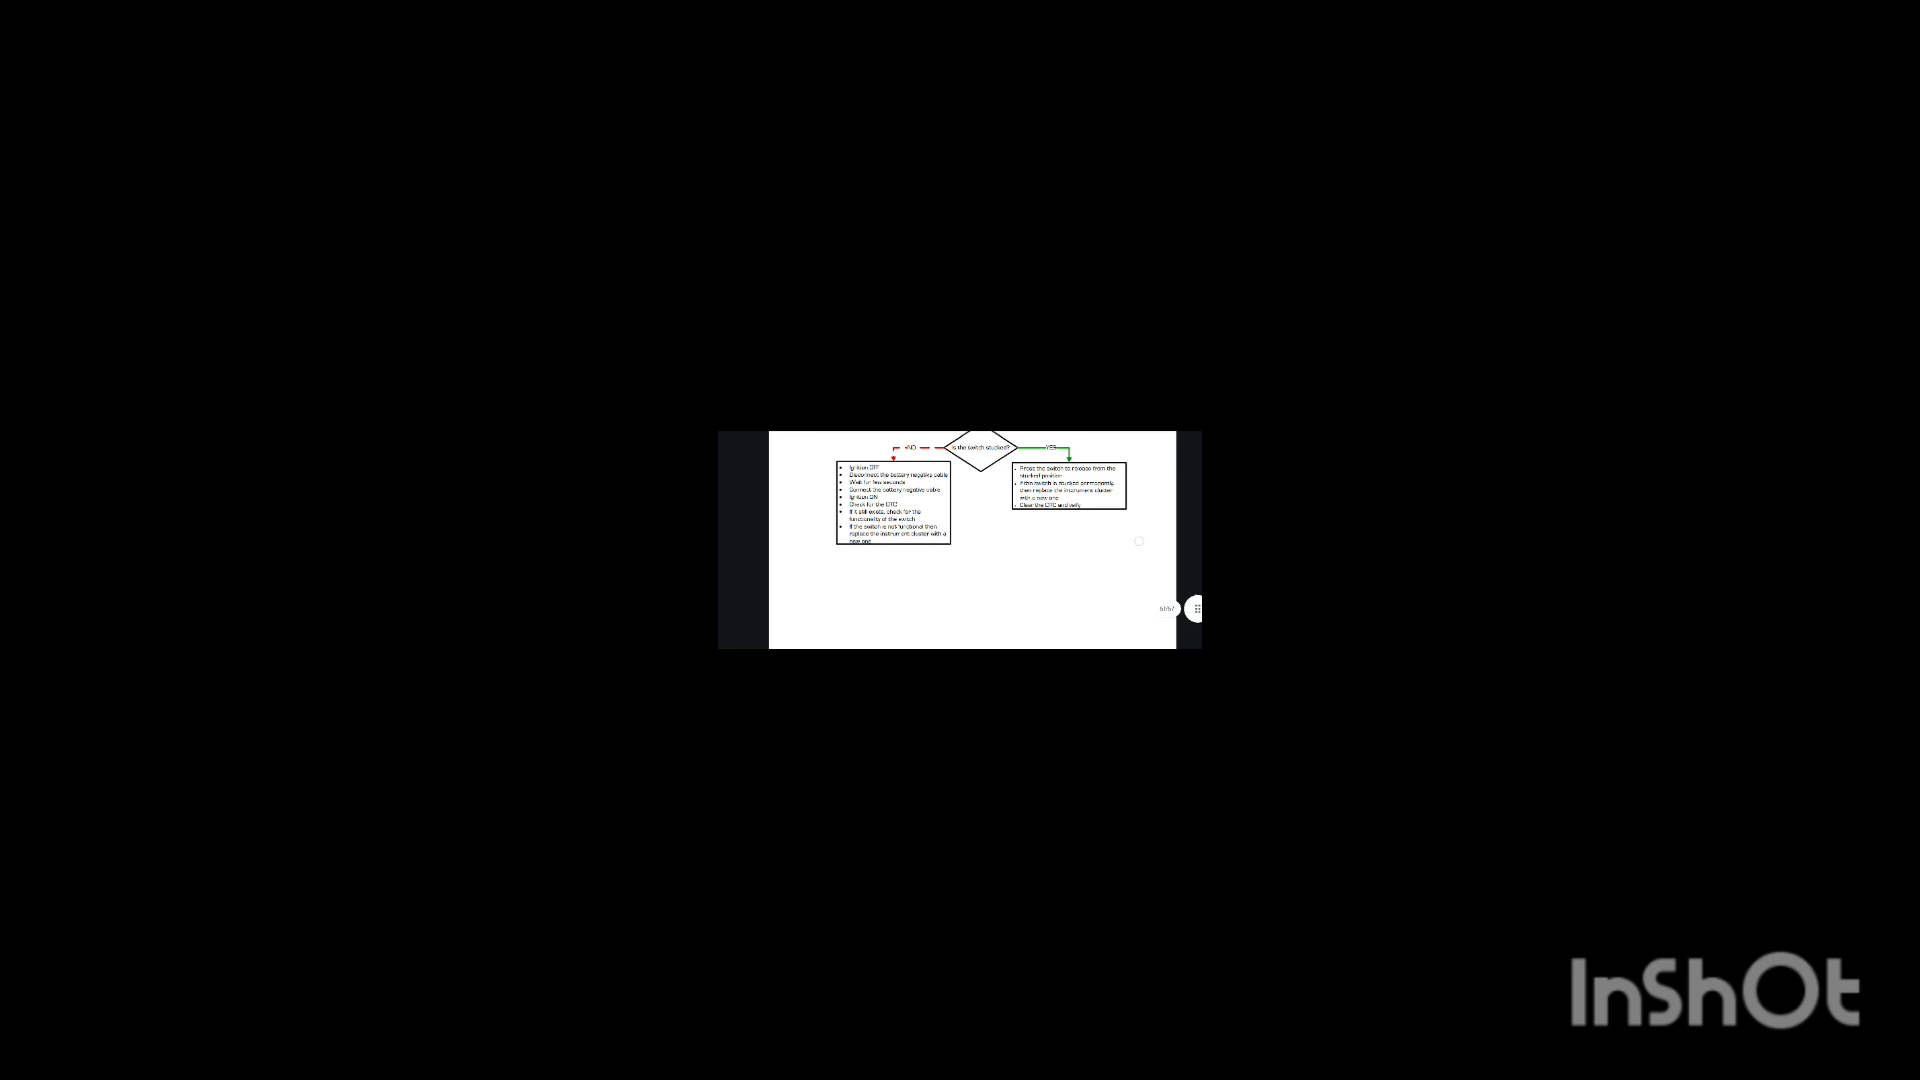 NO
Is the switch stucked?
YES
Ignition OFF
Disconnect the battery negative cable
Wait for few seconds
Connect the battery negative cable
Ignition ON
Check for the DTC
If it still exists, check for the
functionality of the switch
If the switch is not functional then
replace the instrument cluster with a
new one
Press the switch to release from the
stucked position
If the switch is stucked permanently,
then replace the instrument cluster
with a new one
Clear the DTC and verify
61/67
InShOt